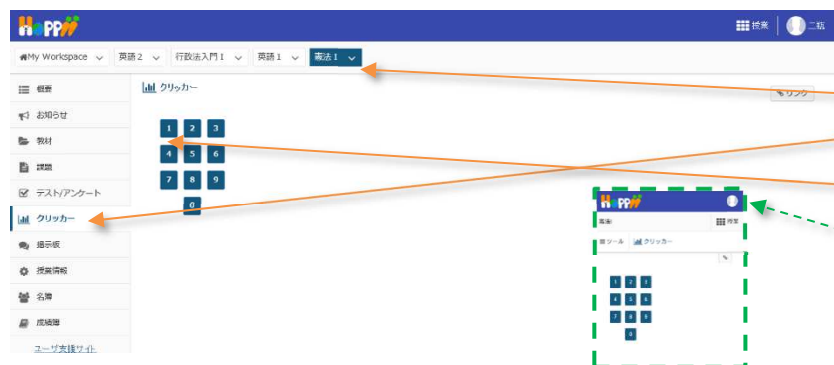 HoPPii
授業
My Workspace 英語2 行政法入門I 英語1 憲法1
概要
クリッカー
リンク
お知らせ
教材
課題
テスト/アンケート
クリッカー
掲示板
授業情報
名簿
成績簿
ユーザ支援サイト
1 2 3
4 5 6
7 8 9
0
HoPPii
授業
ツール クリッカー
1 2 3
4 5 6
7 8 9
0